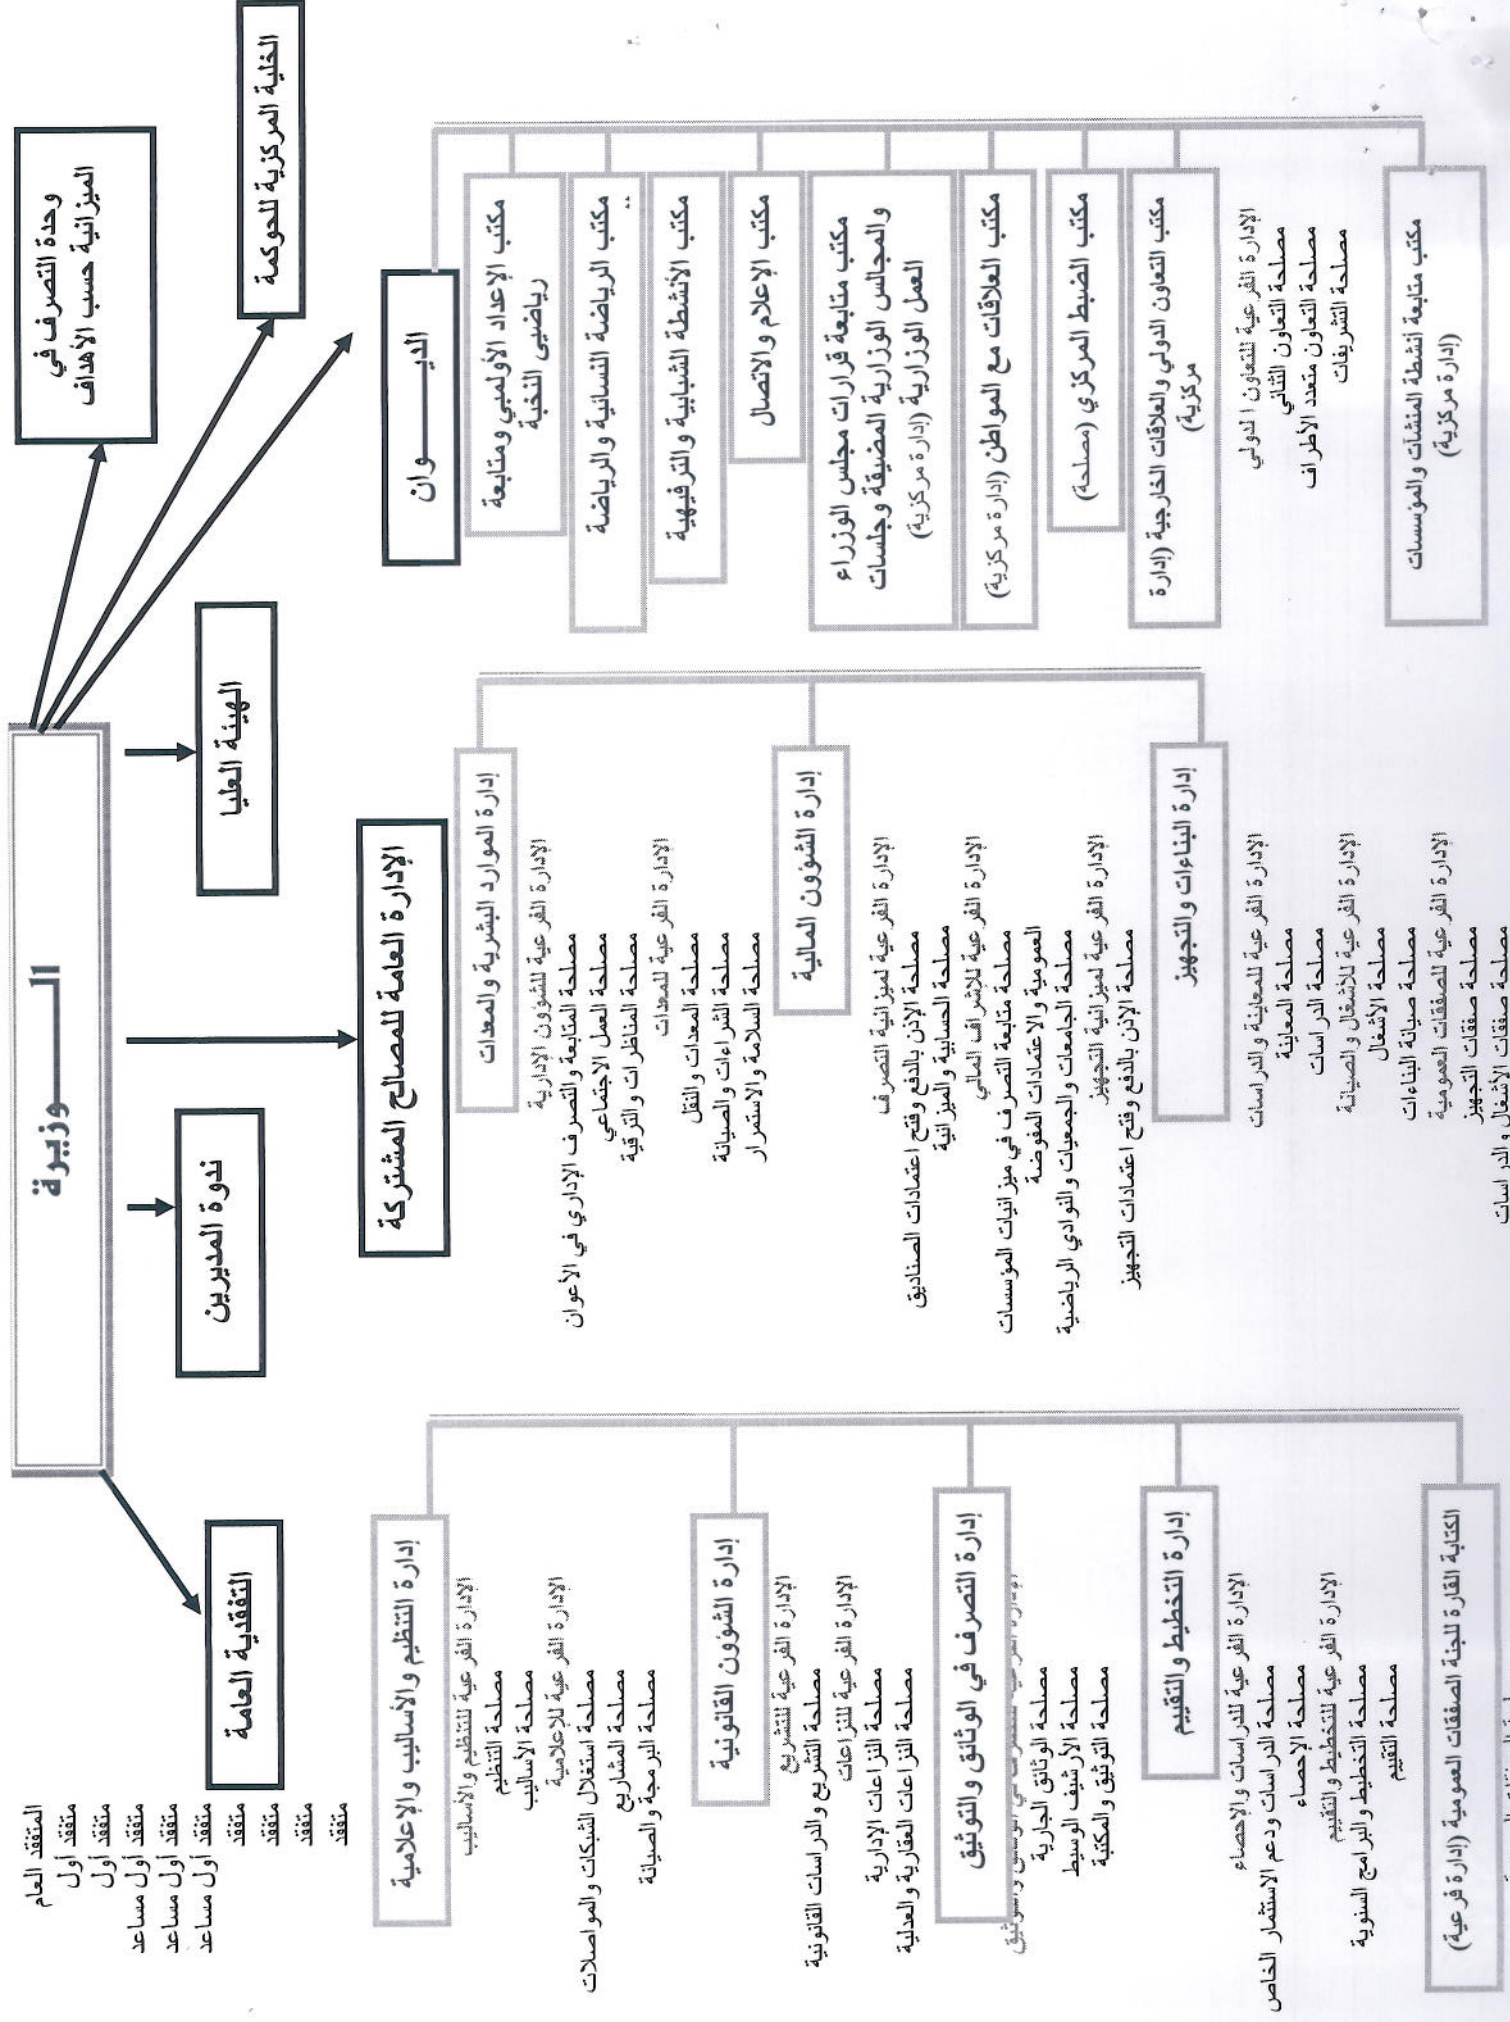 الـــــــوزيرة
وحدة التصرف في
الميزانية حسب الأهداف
الخلية المركزية للحوكمة
الهيئة العليا
ندوة المديرين
التفقدية العامة
المتفقد العام
متفقد أول
متفقد أول
متفقد أول مساعد
متفقد أول مساعد
متفقد أول مساعد
متفقد
متفقد
متفقد
متفقد
الديـــــــوان
مكتب الإعداد الأولمبي ومتابعة
رياضيي النخبة
مكتب الرياضة النسائية والرياضة
مكتب الأنشطة الشبابية والترفيهية
مكتب الإعلام والاتصال
مكتب متابعة قرارات مجلس الوزراء
والمجالس الوزارية المضيقة وجلسات
العمل الوزارية (إدارة مركزية)
مكتب العلاقات مع المواطن (إدارة مركزية)
مكتب الضبط المركزي (مصلحة)
مكتب التعاون الدولي والعلاقات الخارجية (إدارة
مركزية)
الإدارة الفرعية للتعاون الدولي
مصلحة التعاون الثنائي
مصلحة التعاون متعدد الأطراف
مصلحة التشريفات
مكتب متابعة أنشطة المنشآت والمؤسسات
(إدارة مركزية)
الإدارة العامة للمصالح المشتركة
إدارة الموارد البشرية والمعدات
الإدارة الفرعية للشؤون الإدارية
مصلحة المتابعة والتصرف الإداري في الأعوان
مصلحة العمل الاجتماعي
مصلحة المناظرات والترقية
الإدارة الفرعية للمعدات
مصلحة المعدات والنقل
مصلحة الشراءات والصيانة
مصلحة السلامة والاستمرار
إدارة الشؤون المالية
الإدارة الفرعية لميزانية التصرف
مصلحة الإذن بالدفع وفتح اعتمادات الصناديق
مصلحة الحسابية والميزانية
الإدارة الفرعية للإشراف المالي
مصلحة متابعة التصرف في ميزانيات المؤسسات
العمومية والاعتمادات المفوضة
مصلحة الجامعات والجمعيات والنوادي الرياضية
الإدارة الفرعية لميزانية التجهيز
مصلحة الإذن بالدفع وفتح اعتمادات التجهيز
إدارة البناءات والتجهيز
الإدارة الفرعية للمعاينة والدراسات
مصلحة المعاينة
مصلحة الدراسات
الإدارة الفرعية للأشغال والصيانة
مصلحة الأشغال
مصلحة صيانة البناءات
الإدارة الفرعية للصفقات العمومية
مصلحة صفقات التجهيز
مصلحة صفقات الأشغال والدراسات
إدارة التنظيم والأساليب والإعلامية
الإدارة الفرعية للتنظيم والأساليب
مصلحة التنظيم
مصلحة الأساليب
الإدارة الفرعية للإعلامية
مصلحة استغلال الشبكات والمواصلات
مصلحة المشاريع
مصلحة البرمجة والصيانة
إدارة الشؤون القانونية
الإدارة الفرعية للتشريع
مصلحة التشريع والدراسات القانونية
الإدارة الفرعية للنزاعات
مصلحة النزاعات الإدارية
مصلحة النزاعات العقارية والعدلية
إدارة التصرف في الوثائق والتوثيق
مصلحة الوثائق الجارية
مصلحة الأرشيف الوسيط
مصلحة التوثيق والمكتبة
إدارة التخطيط والتقييم
الإدارة الفرعية للدراسات والإحصاء
مصلحة الدراسات ودعم الاستثمار الخاص
مصلحة الإحصاء
الإدارة الفرعية للتخطيط والتقييم
مصلحة التخطيط والبرامج السنوية
مصلحة التقييم
الكتابة القارة للجنة الصفقات العمومية (إدارة فرعية)